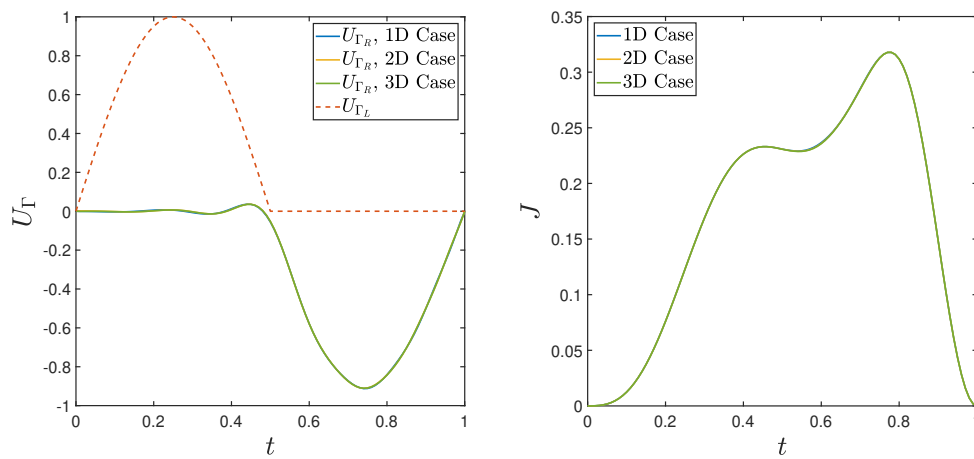 1
0.8
0.6
0.4
0.2
0
-0.2
-0.4
-0.6
-0.8
-1
U_Γ
0 0.2 0.4 0.6 0.8 1
t
U_{Γ_R}, 1D Case
U_{Γ_R}, 2D Case
U_{Γ_R}, 3D Case
U_{Γ_L}
0.35
0.3
0.25
0.2
0.15
0.1
0.05
0
J
0 0.2 0.4 0.6 0.8
t
1D Case
2D Case
3D Case